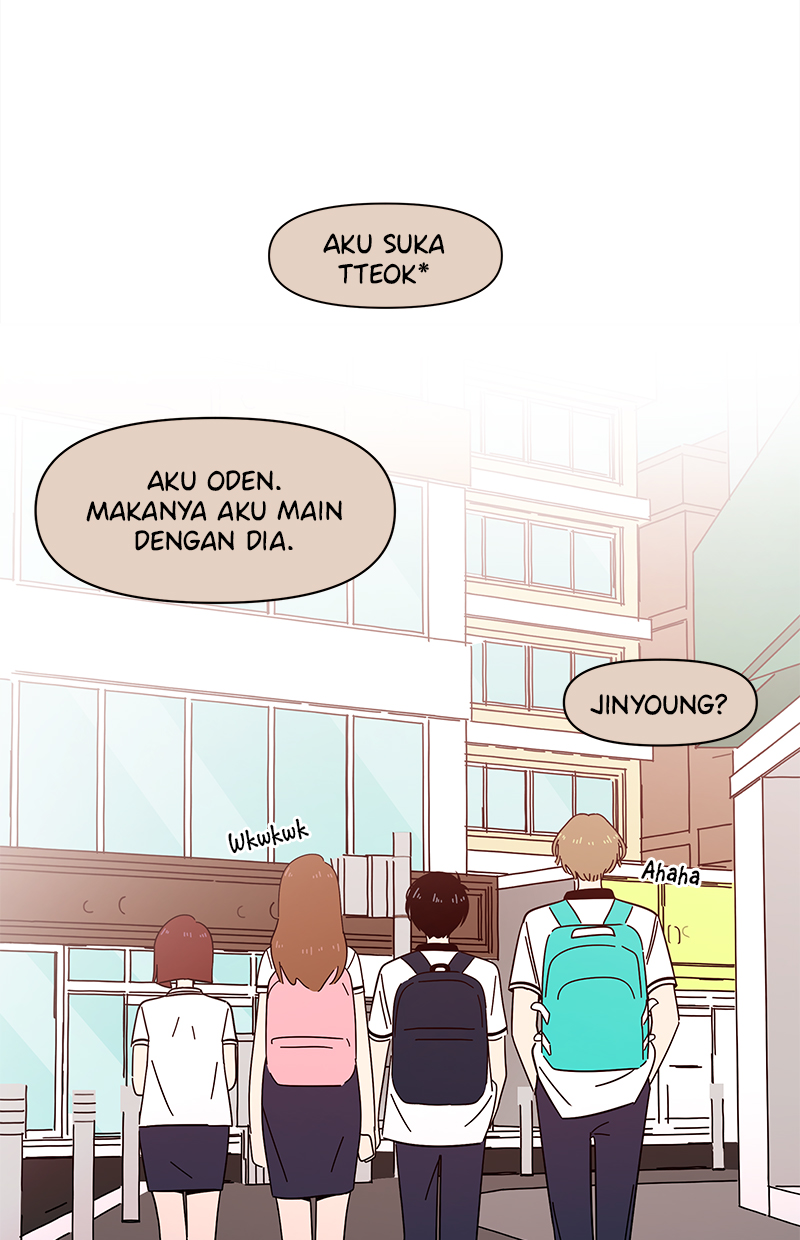 AKU SUKA
TTEOK*
AKU ODEN.
MAKANYA AKU MAIN
DENGAN DIA.
JINYOUNG?
Wkwkwk
Ahaha